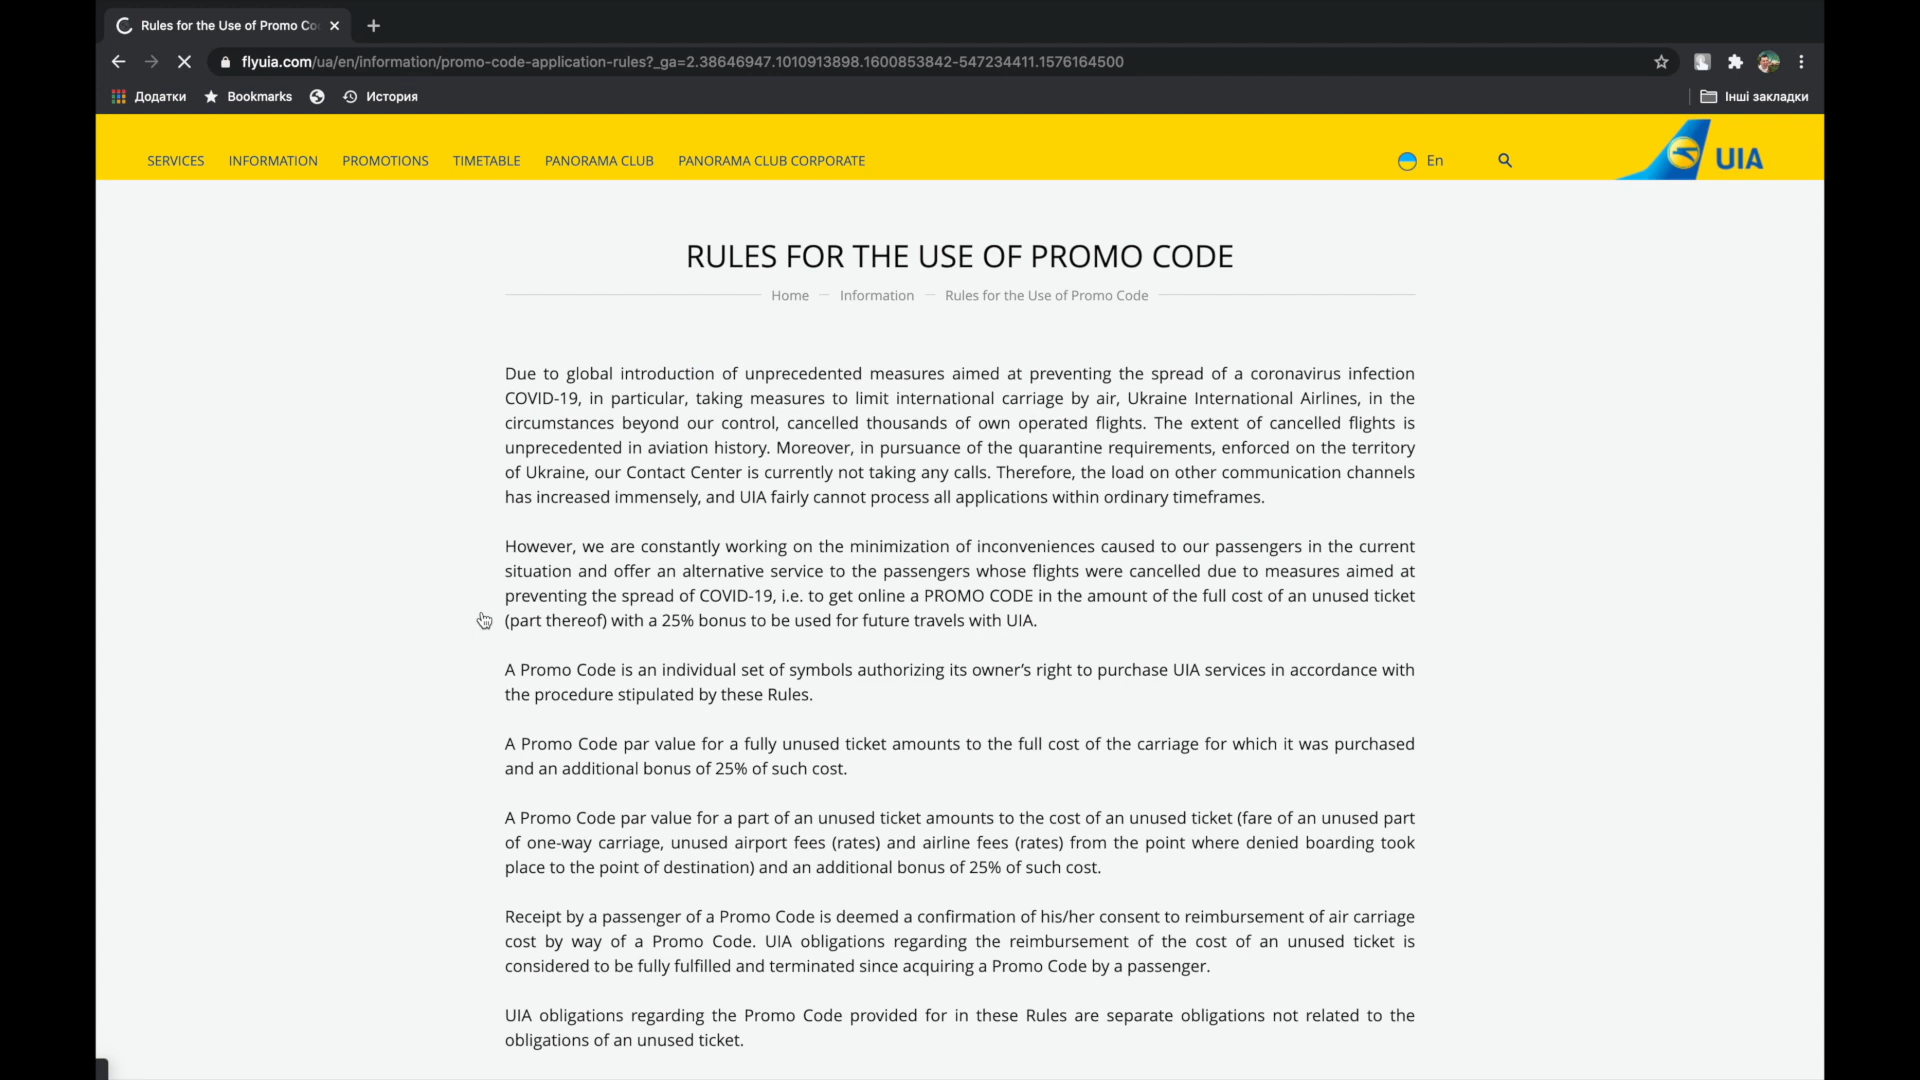 Rules for the Use of Promo Co
flyuia.com/ua/en/information/promo-code-application-rules?_ga=2.38646947.1010913898.1600853842-547234411.1576164500
Додатки Bookmarks История Інші закладки
SERVICES INFORMATION PROMOTIONS TIMETABLE PANORAMA CLUB PANORAMA CLUB CORPORATE En UIA
RULES FOR THE USE OF PROMO CODE
Home — Information — Rules for the Use of Promo Code
Due to global introduction of unprecedented measures aimed at preventing the spread of a coronavirus infection
COVID-19, in particular, taking measures to limit international carriage by air, Ukraine International Airlines, in the
circumstances beyond our control, cancelled thousands of own operated flights. The extent of cancelled flights is
unprecedented in aviation history. Moreover, in pursuance of the quarantine requirements, enforced on the territory
of Ukraine, our Contact Center is currently not taking any calls. Therefore, the load on other communication channels
has increased immensely, and UIA fairly cannot process all applications within ordinary timeframes.
However, we are constantly working on the minimization of inconveniences caused to our passengers in the current
situation and offer an alternative service to the passengers whose flights were cancelled due to measures aimed at
preventing the spread of COVID-19, i.e. to get online a PROMO CODE in the amount of the full cost of an unused ticket
(part thereof) with a 25% bonus to be used for future travels with UIA.
A Promo Code is an individual set of symbols authorizing its owner's right to purchase UIA services in accordance with
the procedure stipulated by these Rules.
A Promo Code par value for a fully unused ticket amounts to the full cost of the carriage for which it was purchased
and an additional bonus of 25% of such cost.
A Promo Code par value for a part of an unused ticket amounts to the cost of an unused ticket (fare of an unused part
of one-way carriage, unused airport fees (rates) and airline fees (rates) from the point where denied boarding took
place to the point of destination) and an additional bonus of 25% of such cost.
Receipt by a passenger of a Promo Code is deemed a confirmation of his/her consent to reimbursement of air carriage
cost by way of a Promo Code. UIA obligations regarding the reimbursement of the cost of an unused ticket is
considered to be fully fulfilled and terminated since acquiring a Promo Code by a passenger.
UIA obligations regarding the Promo Code provided for in these Rules are separate obligations not related to the
obligations of an unused ticket.